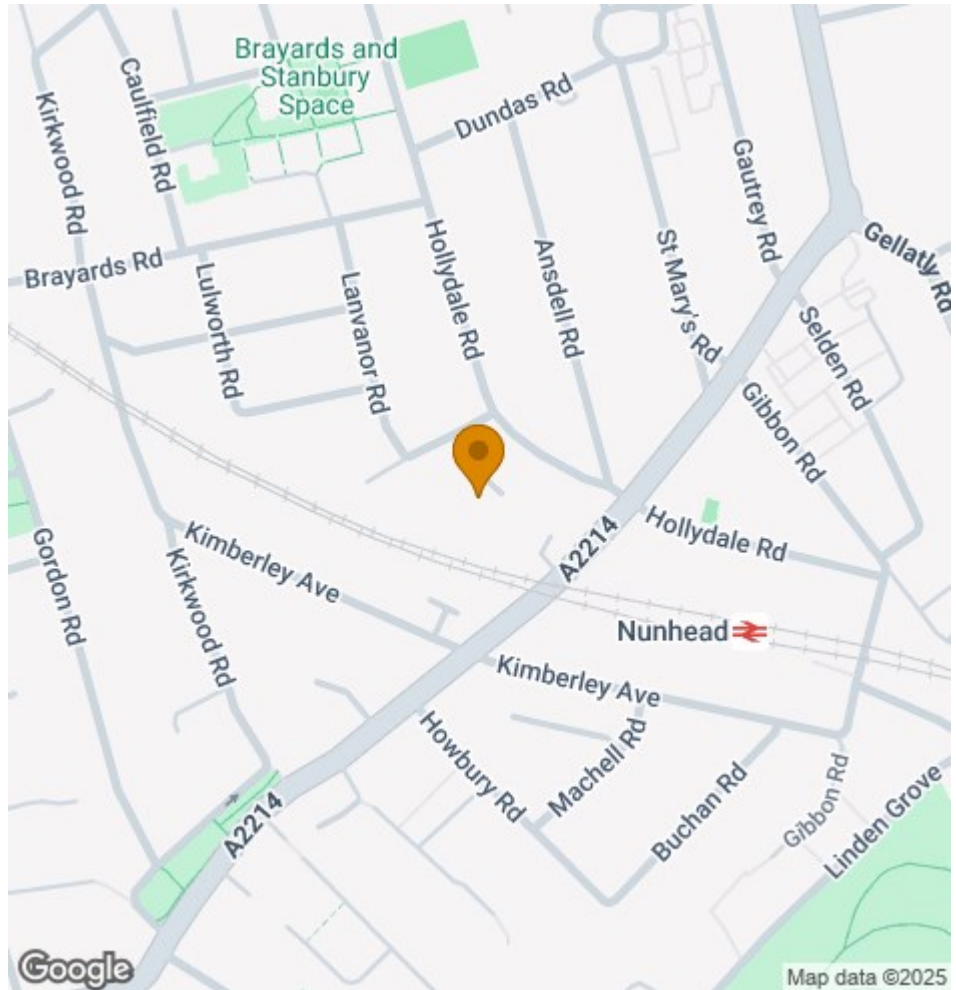 Brayards and
Stanbury
Space
Caulfield Rd
Kirkwood Rd
Dundas Rd
Gautrey Rd
Gellatly Rd
Brayards Rd
Lulworth Rd
Lanvanor Rd
Hollydale Rd
Ansdell Rd
St Mary's Rd
Selden Rd
Gibbon Rd
Hollydale Rd
A2214
Gordon Rd
Kimberley Ave
Kirkwood Rd
Nunhead
Kimberley Ave
Howbury Rd
Machell Rd
Buchan Rd
Gibbon Rd
Linden Grove
A2214
Google
Map data ©2025